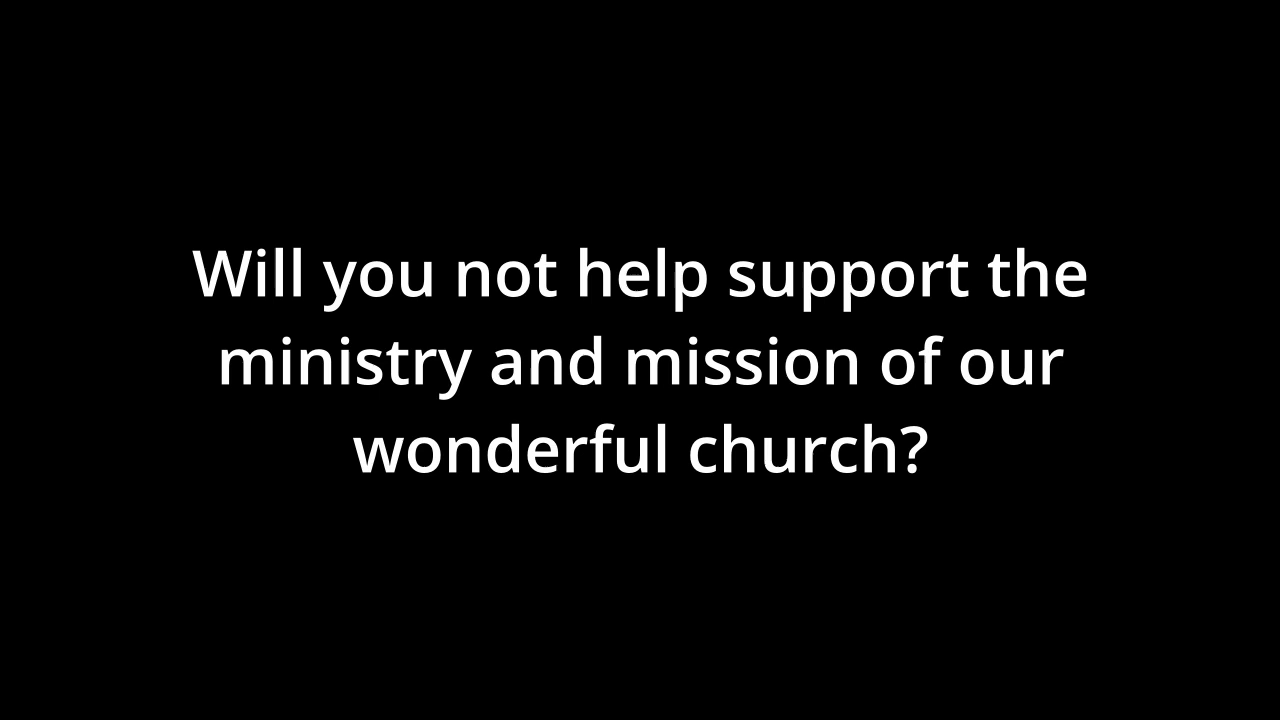 Will you not help support the
ministry and mission of our
wonderful church?